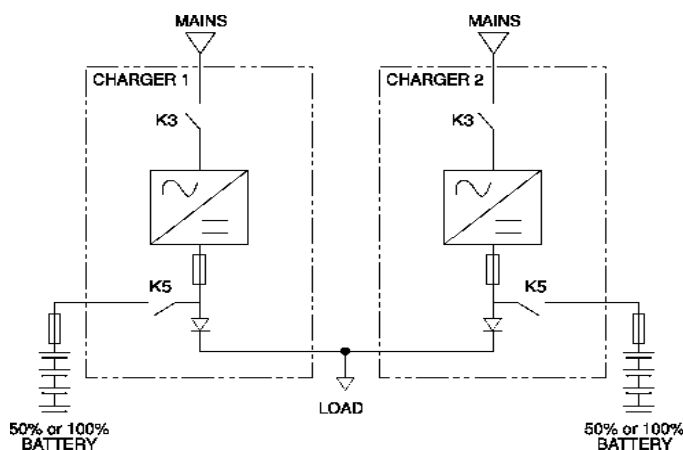 MAINS
MAINS
CHARGER 1
CHARGER 2
K3
K3
K5
K5
LOAD
50% or 100%
BATTERY
50% or 100%
BATTERY